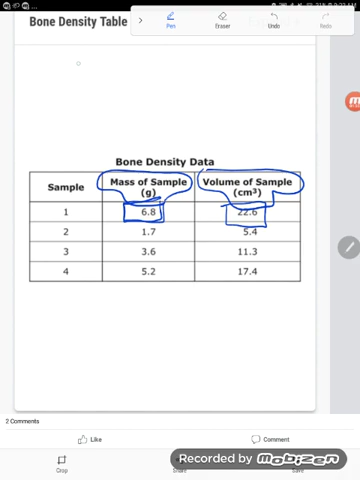 Bone Density Table
Pen
Eraser
Undo
Redo
Bone Density Data
Sample
Mass of Sample
(g)
Volume of Sample
(cm³)
1 6.8 22.6
2 1.7 5.4
3 3.6 11.3
4 5.2 17.4
2 Comments
Like
Comment
Crop
Share
Save
Recorded by
mobizen